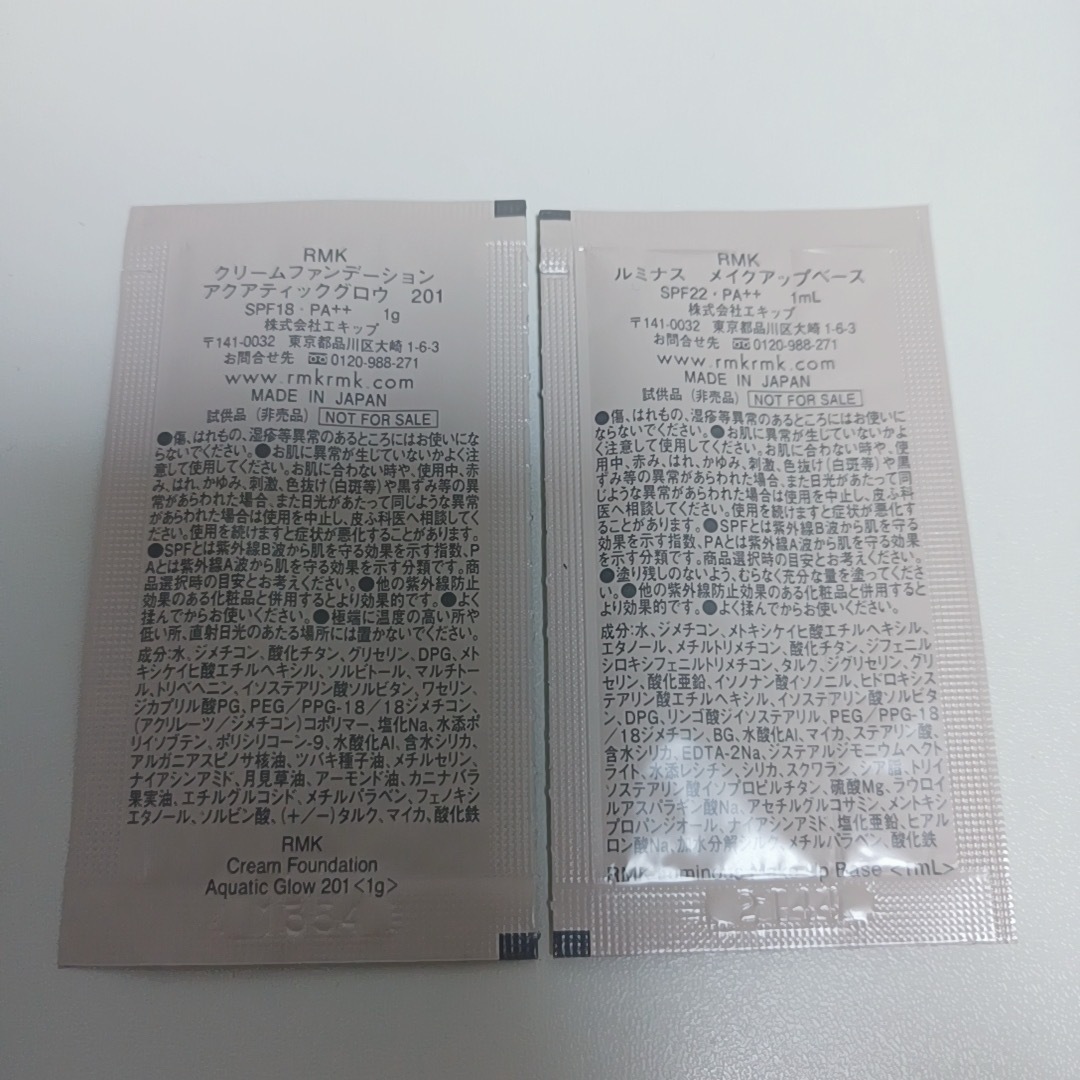 RMK
クリームファンデーション
アクアティックグロウ 201
SPF18・PA++ 1g
株式会社エキップ
〒141-0032 東京都品川区大崎1-6-3
お問合せ先 0120-988-271
www.rmkrmk.com
MADE IN JAPAN
試供品（非売品） NOT FOR SALE
●傷、はれもの、湿疹等異常のあるところにはお使いにな
らないでください。●お肌に異常が生じていないかよく注
意して使用してください。お肌に合わない時や、使用中、赤
み、はれ、かゆみ、刺激、色抜け(白斑等)や黒ずみ等の異
常があらわれた場合、また日光があたって同じような異常
があらわれた場合は使用を中止し、皮ふ科医へ相談してく
ださい。使用を続けますと症状が悪化することがあります。
●SPFとは紫外線B波から肌を守る効果を示す指数、P
Aとは紫外線A波から肌を守る効果を示す分類です。商
品選択時の目安とお考えください。●他の紫外線防止
効果のある化粧品と併用するとより効果的です。●よく
揉んでからお使いください。●極端に温度の高い所や
低い所、直射日光のあたる場所には置かないでください。
成分:水、ジメチコン、酸化チタン、グリセリン、DPG、メト
キシケイヒ酸エチルヘキシル、ソルビトール、マルチトー
ル、トリベヘニン、イソステアリン酸ソルビタン、ワセリン、
ジカプリル酸PG、PEG／PPG-18／18ジメチコン、
(アクリレーツ／ジメチコン)コポリマー、塩化Na、水添ポ
リイソブテン、ポリシリコーン-9、水酸化Al、含水シリカ、
アルガニアスピノサ核油、ツバキ種子油、メチルセリン、
ナイアシンアミド、月見草油、アーモンド油、カニナバラ
果実油、エチルグルコシド、メチルパラベン、フェノキシ
エタノール、ソルビン酸、(+／−)タルク、マイカ、酸化鉄
RMK
Cream Foundation
Aquatic Glow 201<1g>
RMK
ルミナス メイクアップベース
SPF22・PA++ 1mL
株式会社エキップ
〒141-0032 東京都品川区大崎1-6-3
お問合せ先 0120-988-271
www.rmkrmk.com
MADE IN JAPAN
試供品（非売品） NOT FOR SALE
●傷、はれもの、湿疹等異常のあるところにはお使いに
ならないでください。●お肌に異常が生じていないかよ
く注意して使用してください。お肌に合わない時や、使
用中、赤み、はれ、かゆみ、刺激、色抜け(白斑等)や黒
ずみ等の異常があらわれた場合、また日光があたって同
じような異常があらわれた場合は使用を中止し、皮ふ科
医へ相談してください。使用を続けますと症状が悪化す
ることがあります。●SPFとは紫外線B波から肌を守る
効果を示す指数、PAとは紫外線A波から肌を守る効果
を示す分類です。商品選択時の目安とお考えください。
●塗り残しのないよう、むらなく充分な量を塗ってくださ
い。●他の紫外線防止効果のある化粧品と併用すると
より効果的です。●よく揉んでからお使いください。
成分:水、ジメチコン、メトキシケイヒ酸エチルヘキシル、
エタノール、メチルトリメチコン、酸化チタン、ジフェニル
シロキシフェニルトリメチコン、タルク、ジグリセリン、グリ
セリン、酸化亜鉛、イソノナン酸イソノニル、ヒドロキシス
テアリン酸エチルヘキシル、イソステアリン酸ソルビタ
ン、DPG、リンゴ酸ジイソステアリル、PEG／PPG-18
／18ジメチコン、BG、水酸化Al、マイカ、ステアリン酸、
含水シリカ、EDTA-2Na、ジステアルジモニウムヘクト
ライト、水添レシチン、シリカ、スクワラン、シア脂、トリイ
ソステアリン酸イソプロピルチタン、硫酸Mg、ラウロイ
ルアスパラギン酸Na、アセチルグルコサミン、メントキシ
プロパンジオール、ナイアシンアミド、塩化亜鉛、ヒアル
ロン酸Na、加水分解シルク、メチルパラベン、酸化鉄
RMK Base <1mL>